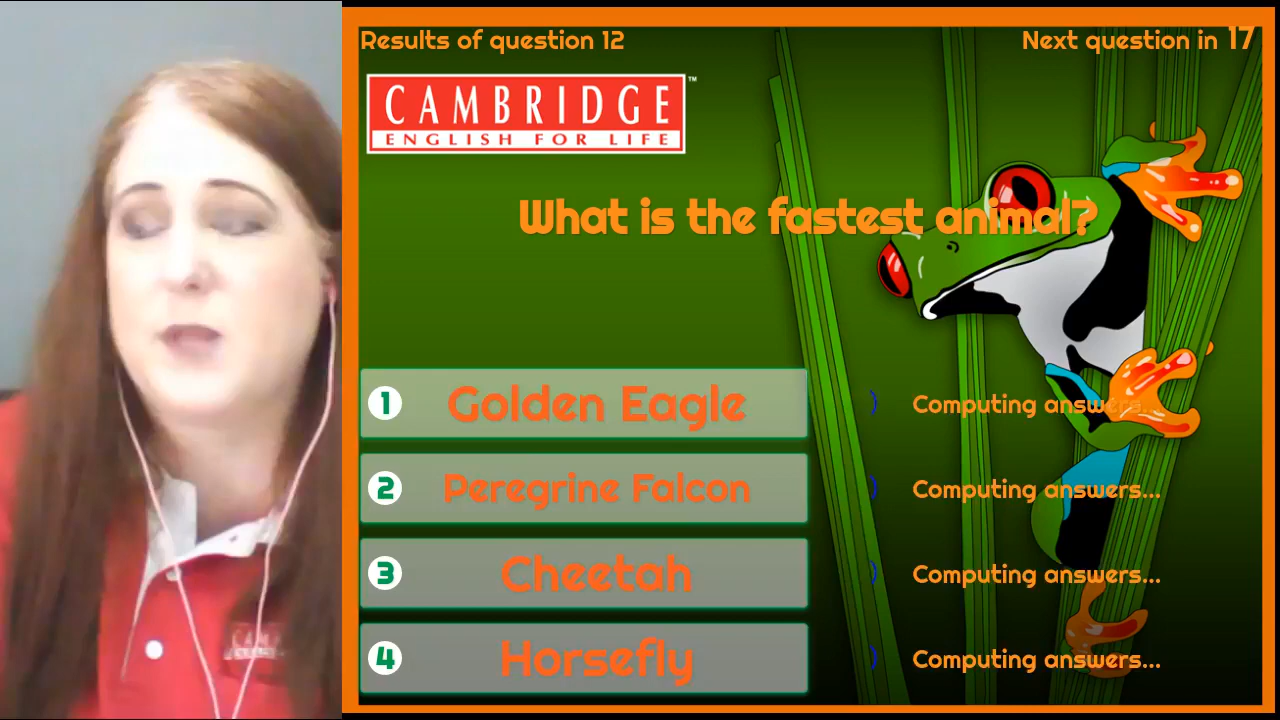 Results of question 12
Next question in 17
CAMBRIDGE™
ENGLISH FOR LIFE
What is the fastest animal?
1 Golden Eagle
Computing answers...
2 Peregrine Falcon
Computing answers...
3 Cheetah
Computing answers...
4 Horsefly
Computing answers...